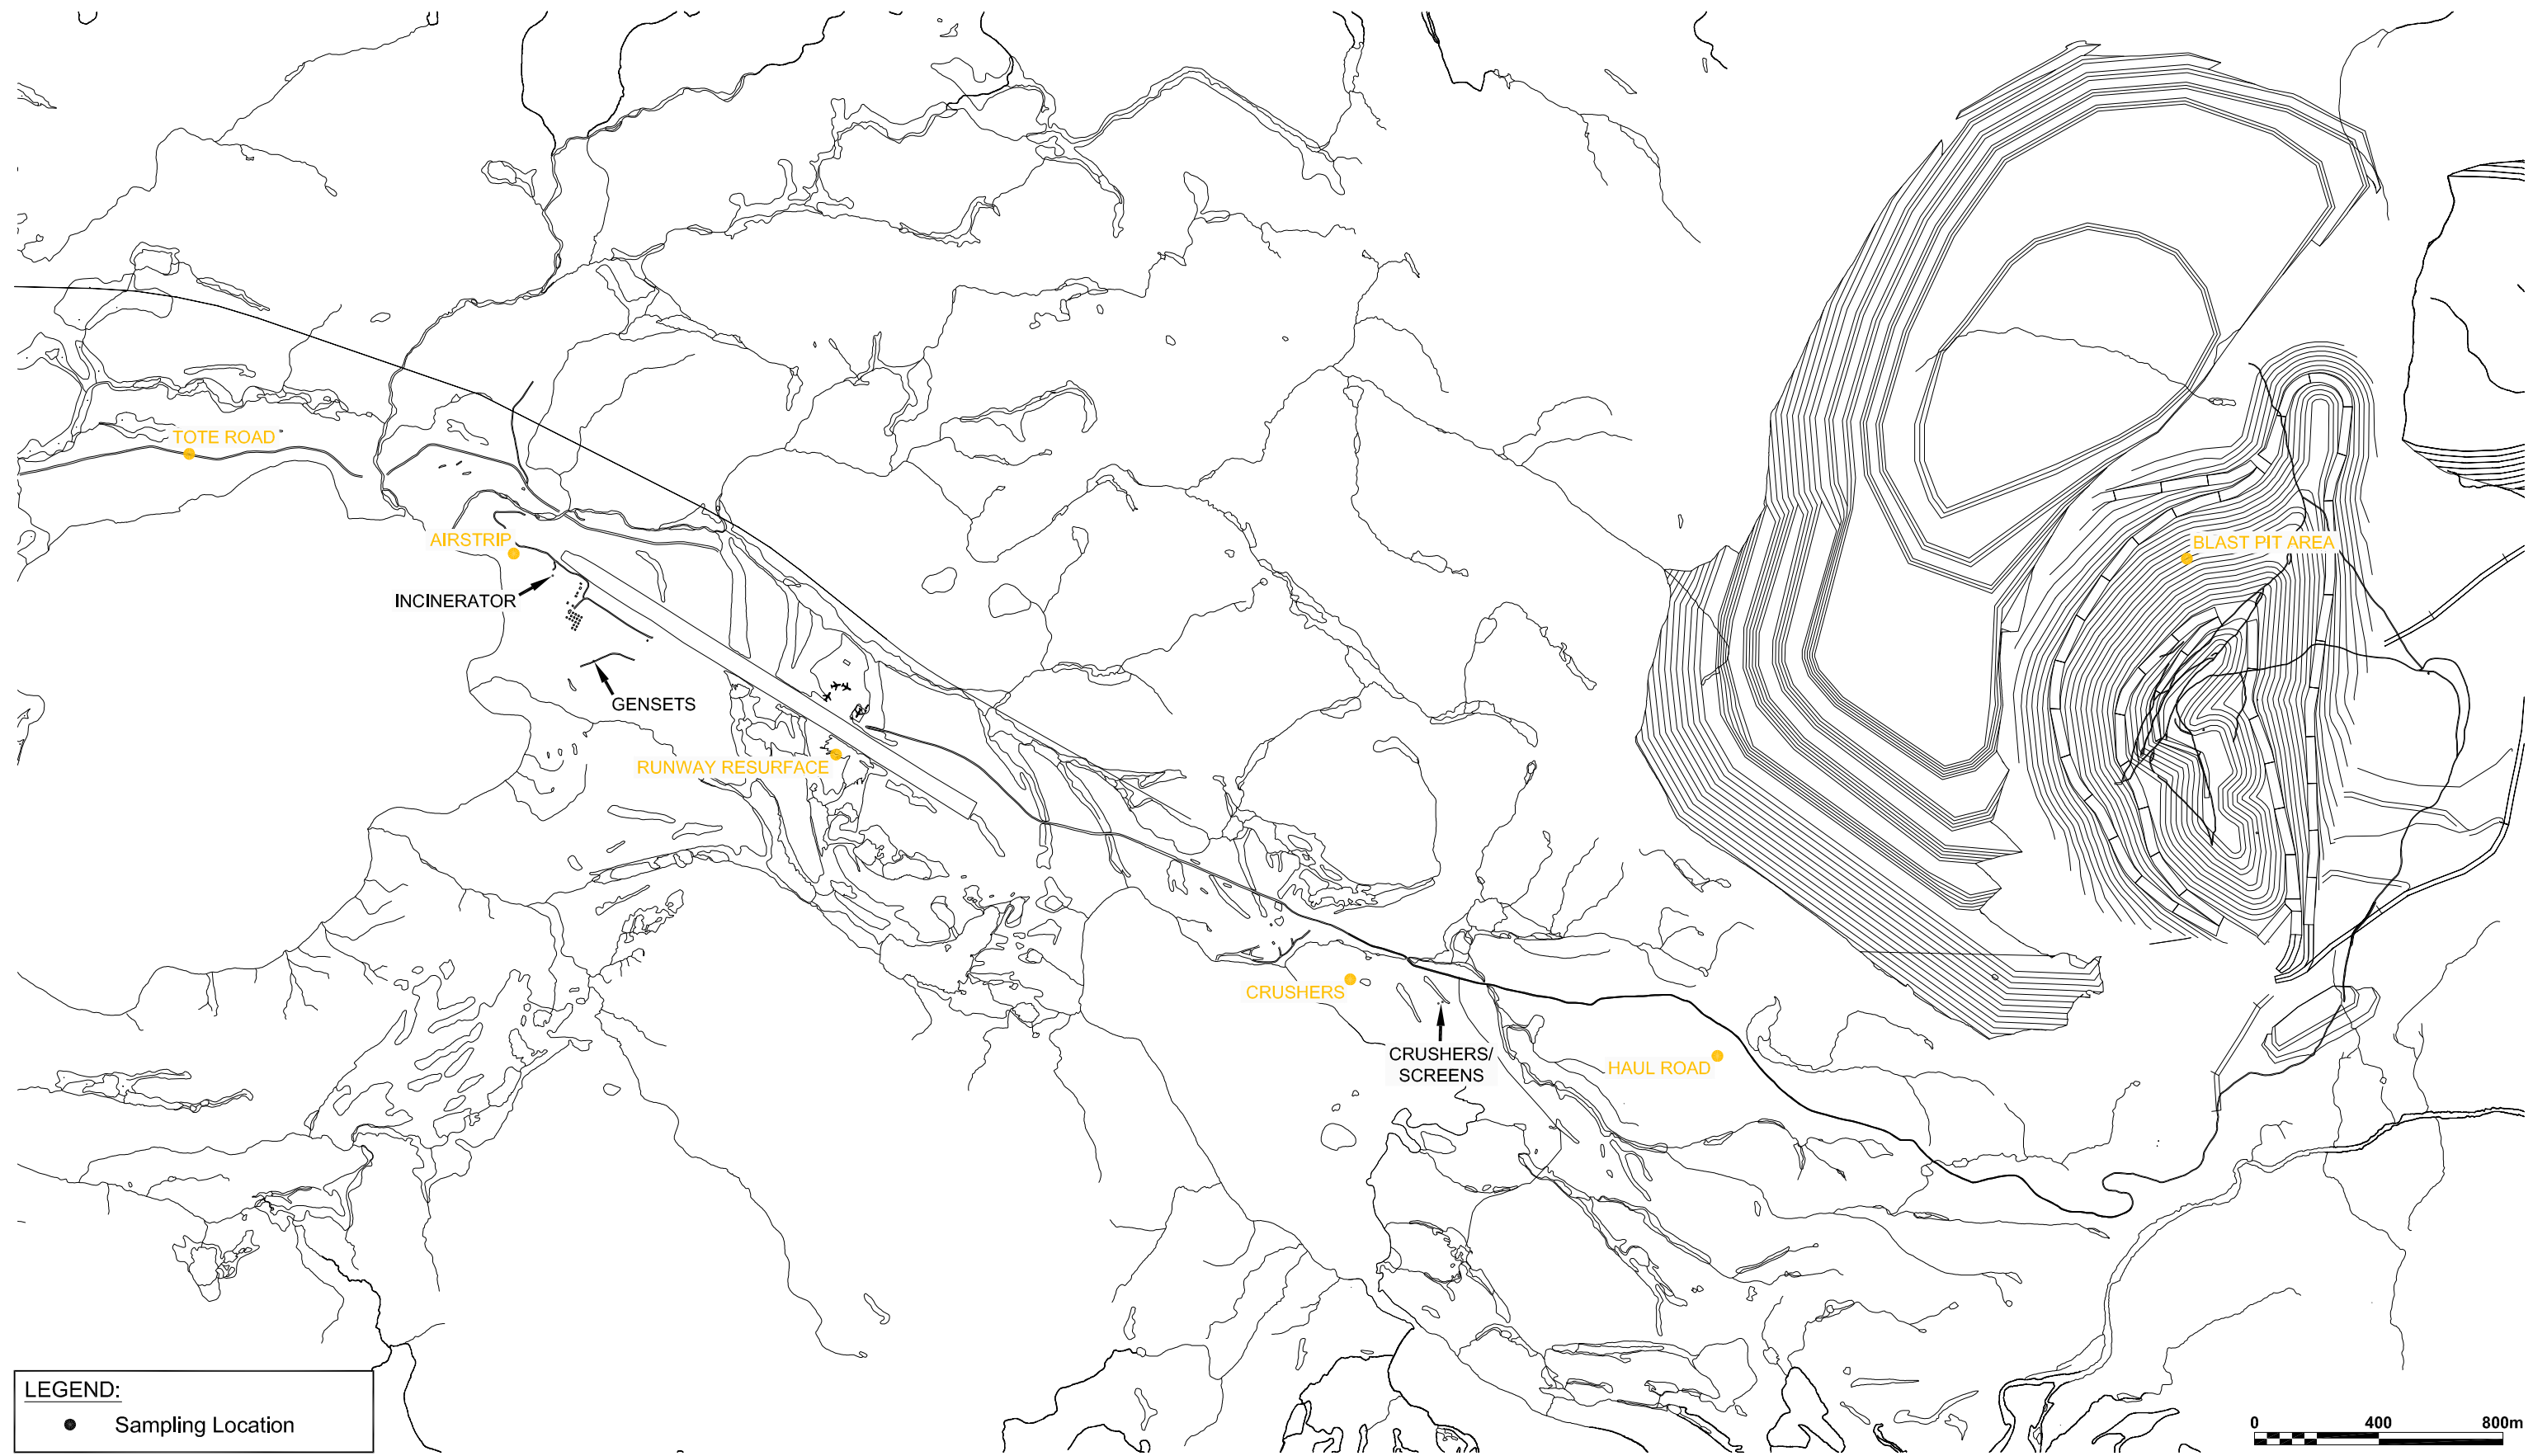 TOTE ROAD
AIRSTRIP
BLAST PIT AREA
INCINERATOR
GENSETS
RUNWAY RESURFACE
CRUSHERS
CRUSHERS/
SCREENS
HAUL ROAD
LEGEND:
Sampling Location
0 400 800m